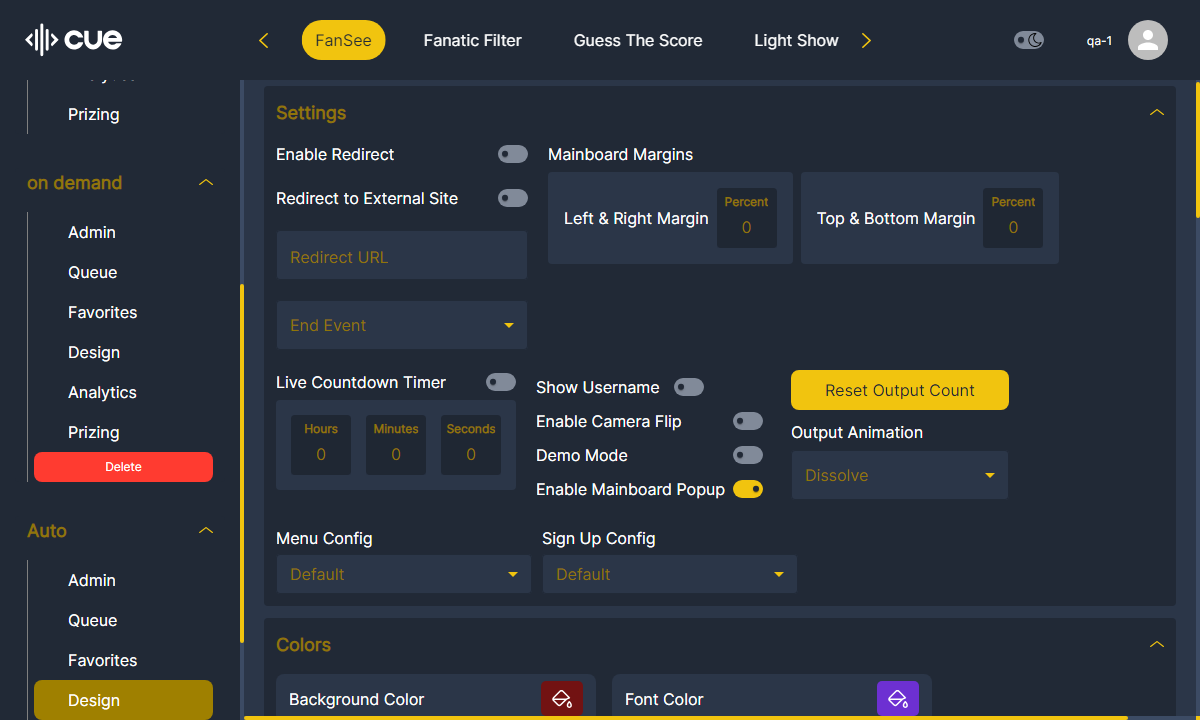 cue
FanSee
Fanatic Filter
Guess The Score
Light Show
qa-1
Prizing
on demand
Admin
Queue
Favorites
Design
Analytics
Prizing
Delete
Auto
Admin
Queue
Favorites
Design
Settings
Enable Redirect
Redirect to External Site
Redirect URL
End Event
Mainboard Margins
Left & Right Margin
Percent
0
Top & Bottom Margin
Percent
0
Live Countdown Timer
Hours
0
Minutes
0
Seconds
0
Show Username
Enable Camera Flip
Demo Mode
Enable Mainboard Popup
Reset Output Count
Output Animation
Dissolve
Menu Config
Default
Sign Up Config
Default
Colors
Background Color
Font Color